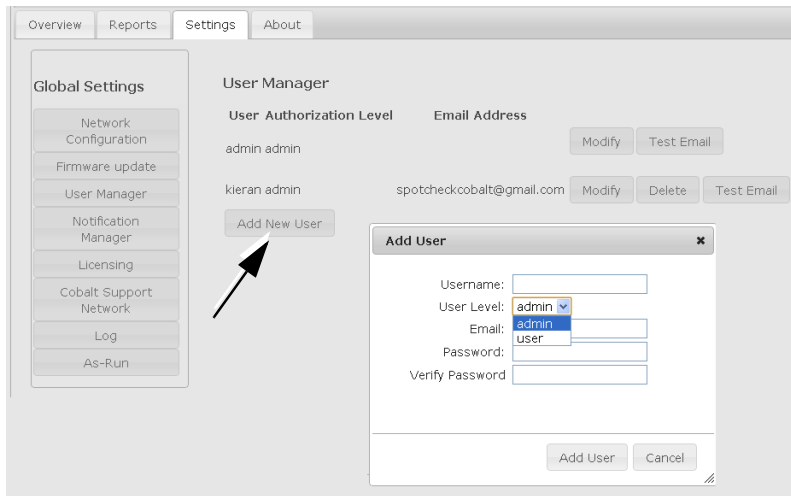 Overview Reports Settings About
Global Settings
Network
Configuration
Firmware update
User Manager
Notification
Manager
Licensing
Cobalt Support
Network
Log
As-Run
User Manager
User Authorization Level Email Address
admin admin Modify Test Email
kieran admin spotcheckcobalt@gmail.com Modify Delete Test Email
Add New User
Add User
Username:
User Level: admin
admin
user
Email:
Password:
Verify Password
Add User Cancel